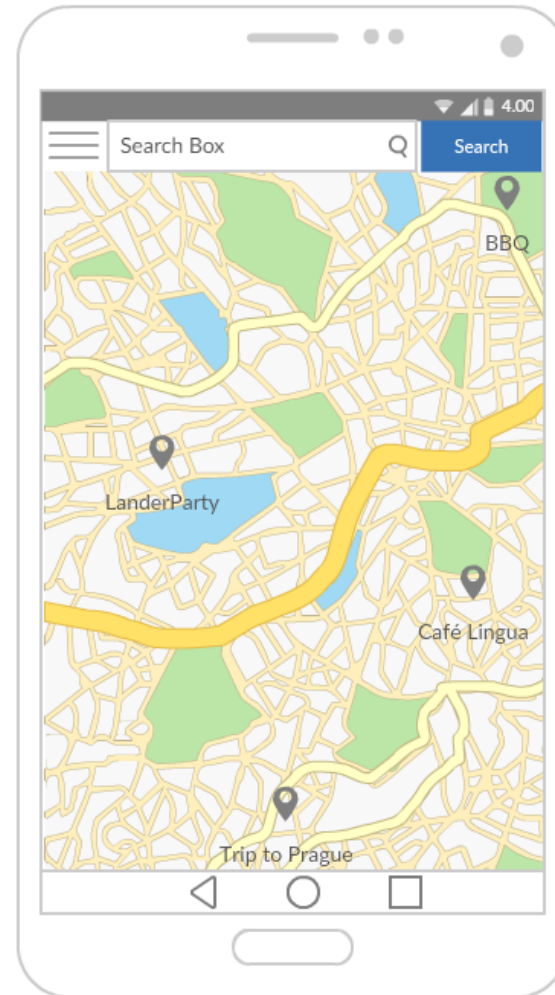 4.00
Search Box
Search
BBQ
LanderParty
Café Lingua
Trip to Prague